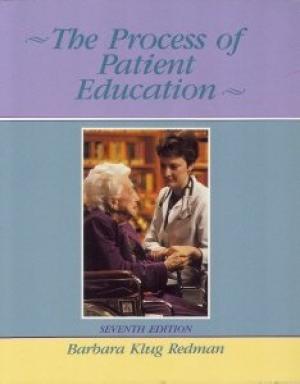 ~The Process of
Patient
Education~
SEVENTH EDITION
Barbara Klug Redman